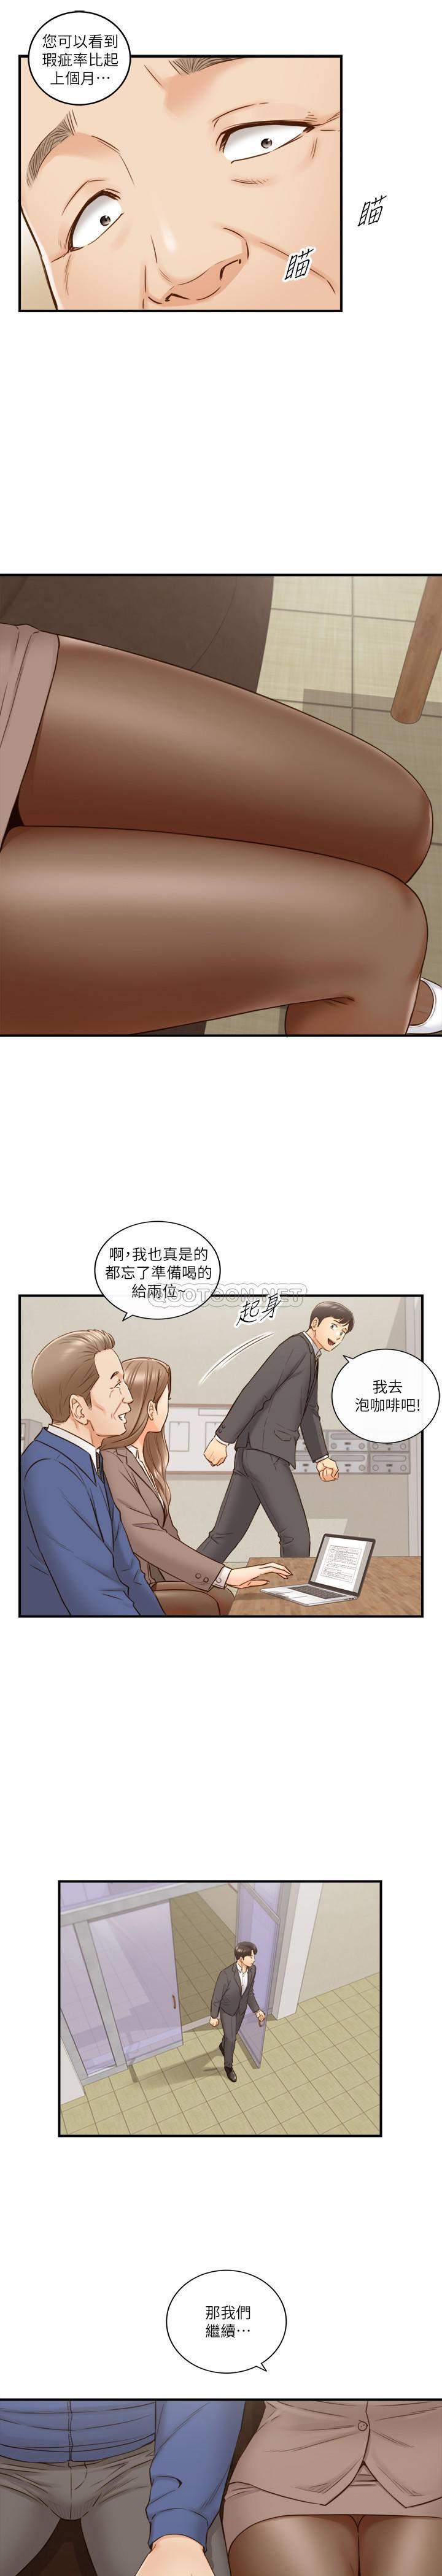 您可以看到
瑕疵率比起
上個月⋯
瞄
瞄
啊，我也真是的
都忘了準備喝的
給兩位~
起身
我去
泡咖啡吧!
TOON.NET
那我們
繼續⋯